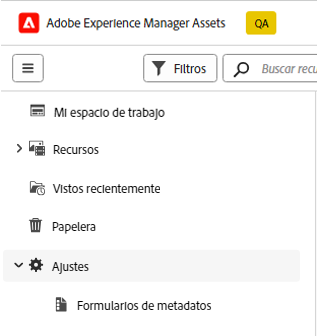 Adobe Experience Manager Assets QA
Filtros Buscar recu
Mi espacio de trabajo
Recursos
Vistos recientemente
Papelera
Ajustes
Formularios de metadatos